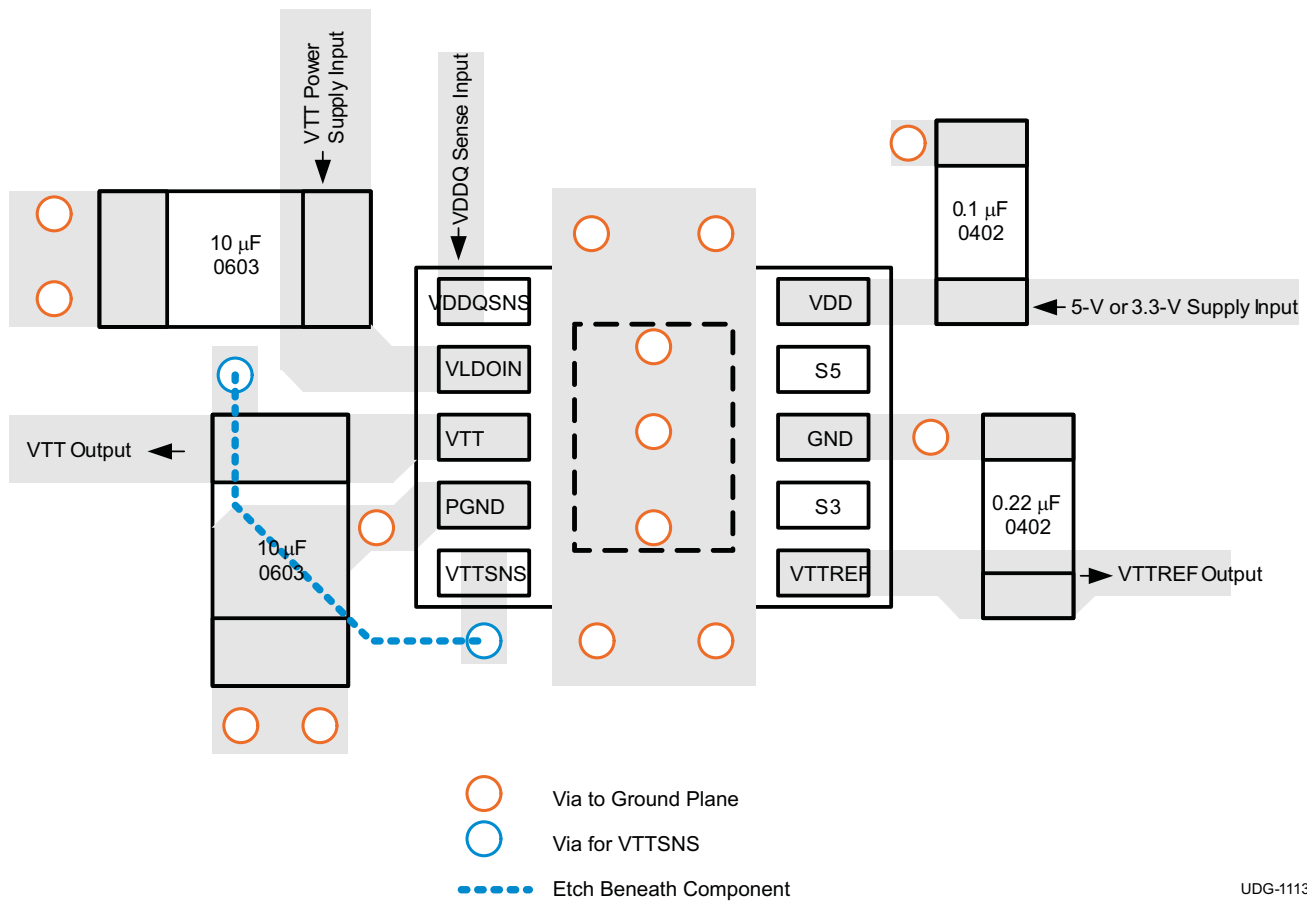 VTT Power
Supply Input
VDDQ Sense Input
0.1 μF
0402
10 μF
0603
VDDQSNS
VDD
5-V or 3.3-V Supply Input
VLDOIN
S5
VTT Output
VTT
GND
PGND
S3
0.22 μF
0402
10 μF
0603
VTTSNS
VTTREF
VTTREF Output
Via to Ground Plane
Via for VTTSNS
Etch Beneath Component
UDG-1113